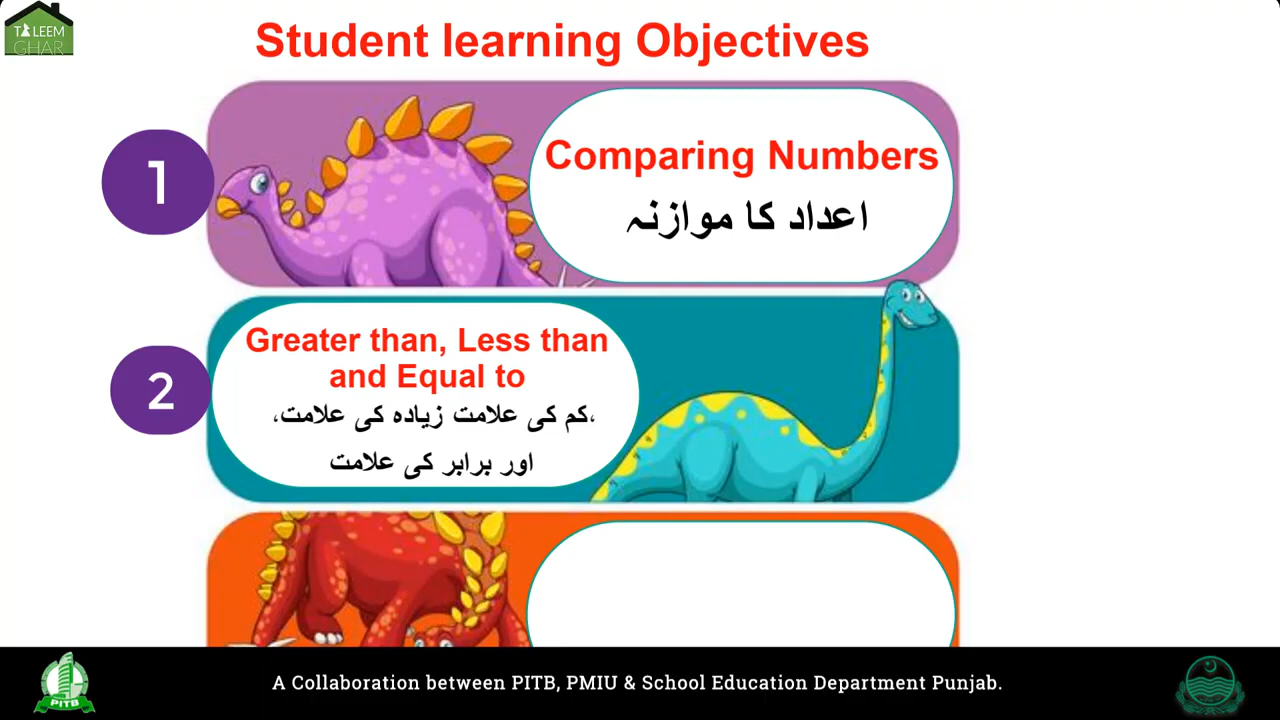 TALEEM
GHAR
Student learning Objectives
1
Comparing Numbers
اعداد کا موازنہ
2
Greater than, Less than
and Equal to
،کم کی علامت زیادہ کی علامت،
اور برابر کی علامت
PITB
A Collaboration between PITB, PMIU & School Education Department Punjab.